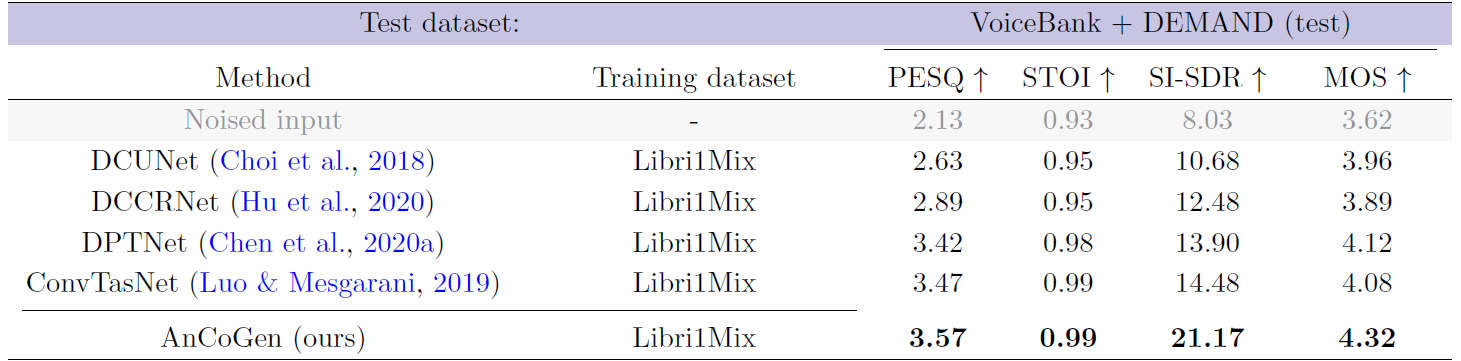 Test dataset: VoiceBank + DEMAND (test)
Method Training dataset PESQ ↑ STOI ↑ SI-SDR ↑ MOS ↑
Noised input - 2.13 0.93 8.03 3.62
DCUNet (Choi et al., 2018) Libri1Mix 2.63 0.95 10.68 3.96
DCCRNet (Hu et al., 2020) Libri1Mix 2.89 0.95 12.48 3.89
DPTNet (Chen et al., 2020a) Libri1Mix 3.42 0.98 13.90 4.12
ConvTasNet (Luo & Mesgarani, 2019) Libri1Mix 3.47 0.99 14.48 4.08
AnCoGen (ours) Libri1Mix 3.57 0.99 21.17 4.32